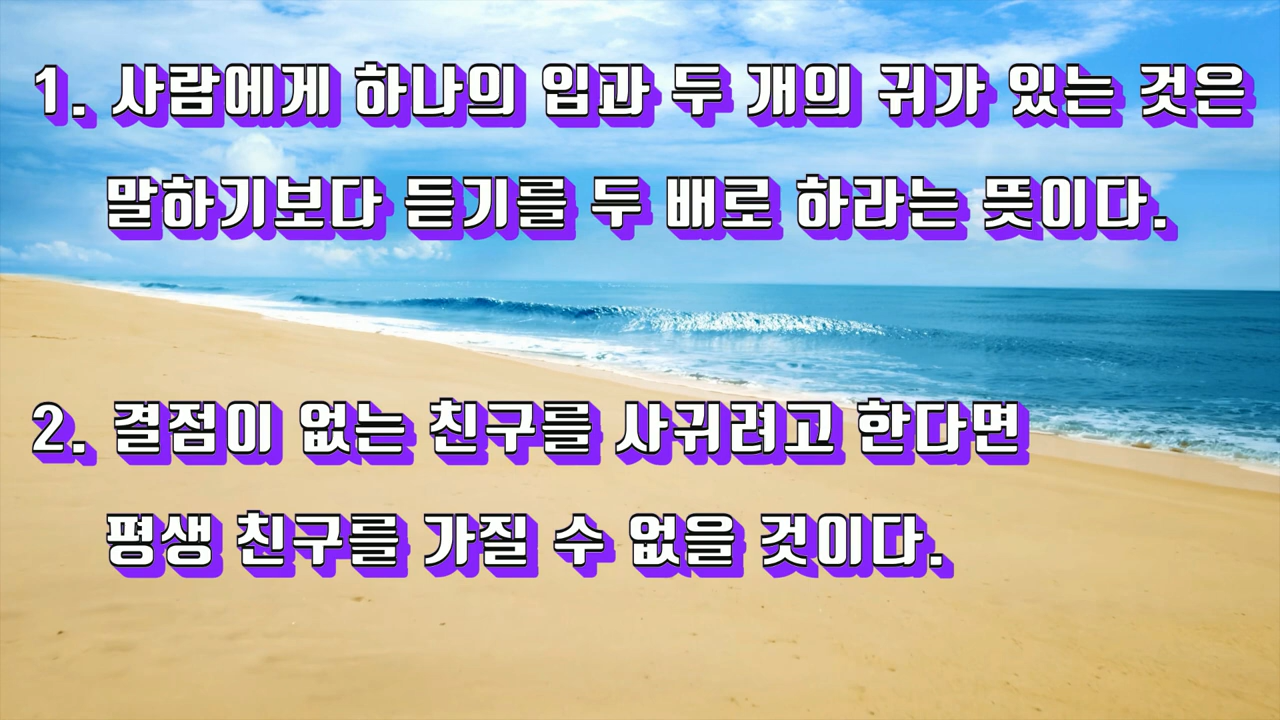 1. 사람에게 하나의 입과 두 개의 귀가 있는 것은
말하기보다 듣기를 두 배로 하라는 뜻이다.
2. 결점이 없는 친구를 사귀려고 한다면
평생 친구를 가질 수 없을 것이다.